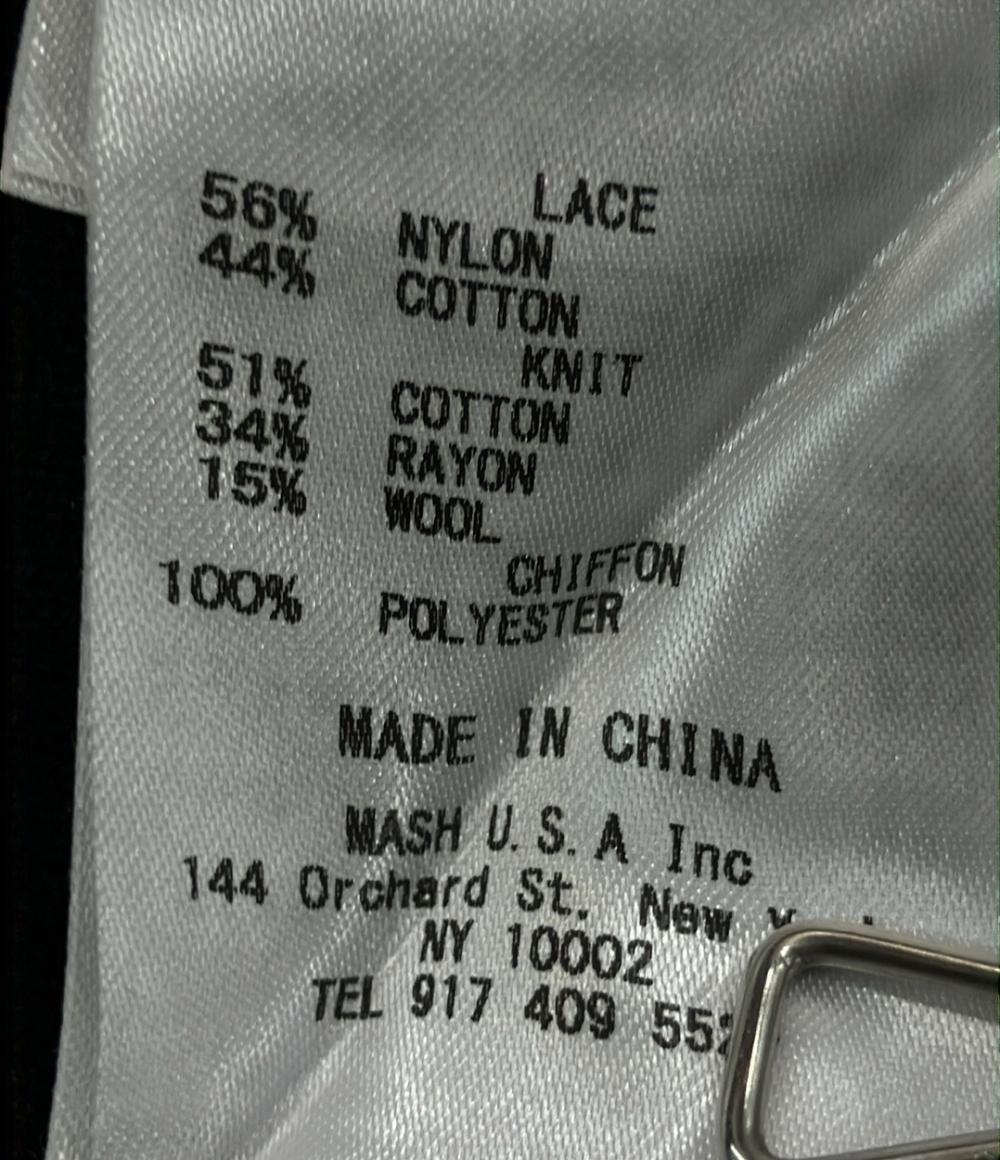 LACE
56% NYLON
44% COTTON
KNIT
51% COTTON
34% RAYON
15% WOOL
CHIFFON
100% POLYESTER
MADE IN CHINA
MASH U.S.A Inc
144 Orchard St. New
NY 10002
TEL 917 409